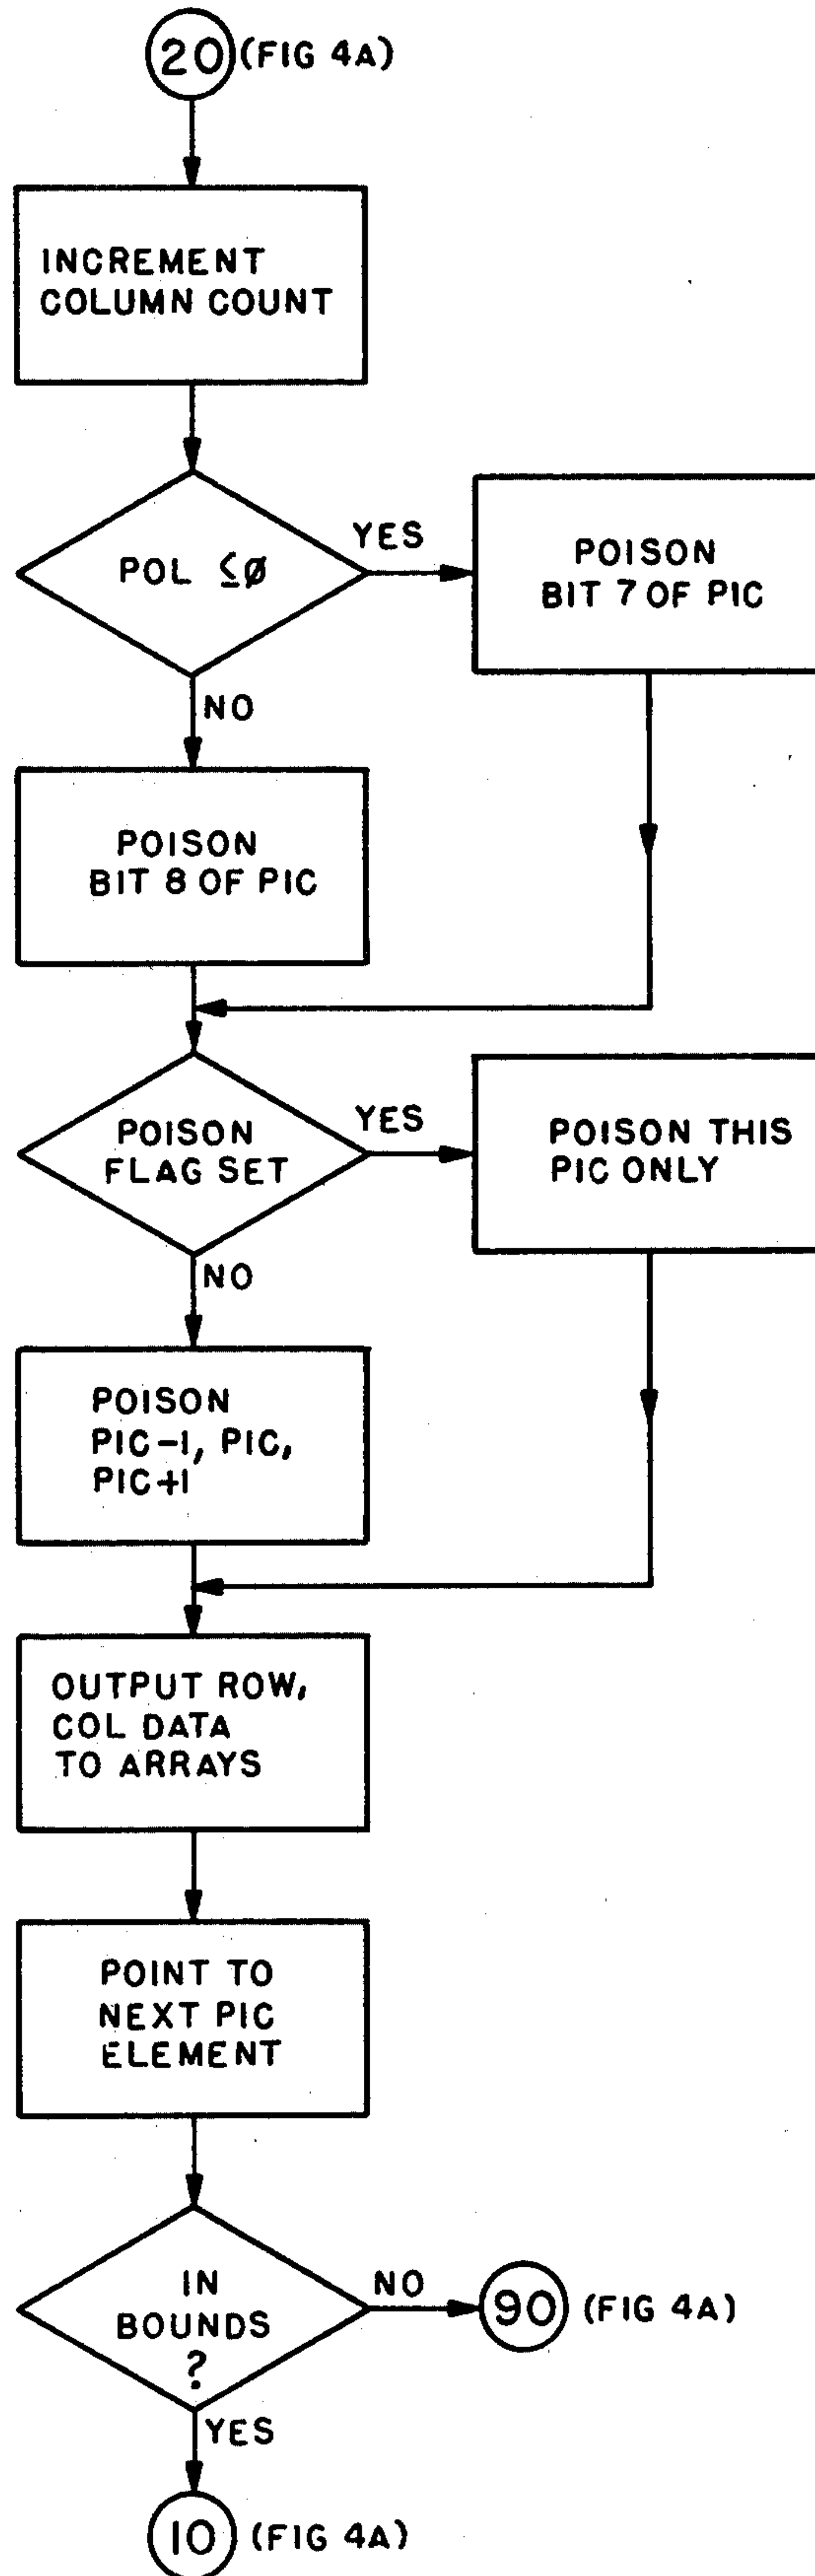 20 (FIG 4A)
INCREMENT
COLUMN COUNT
POL ≤Ø
YES
POISON
BIT 7 OF PIC
NO
POISON
BIT 8 OF PIC
POISON
FLAG SET
YES
POISON THIS
PIC ONLY
NO
POISON
PIC-1, PIC,
PIC+1
OUTPUT ROW,
COL DATA
TO ARRAYS
POINT TO
NEXT PIC
ELEMENT
IN
BOUNDS
?
NO
90 (FIG 4A)
YES
10 (FIG 4A)